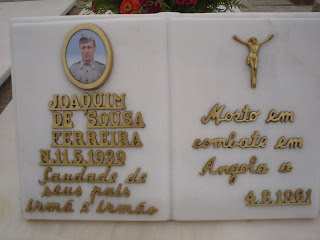 JOAQUIM
DE SOUSA
FERREIRA
N.11.5.1939
Saudade de
seus pais
irmã e irmão
Morto em
combate em
Angola a
4.8.1961